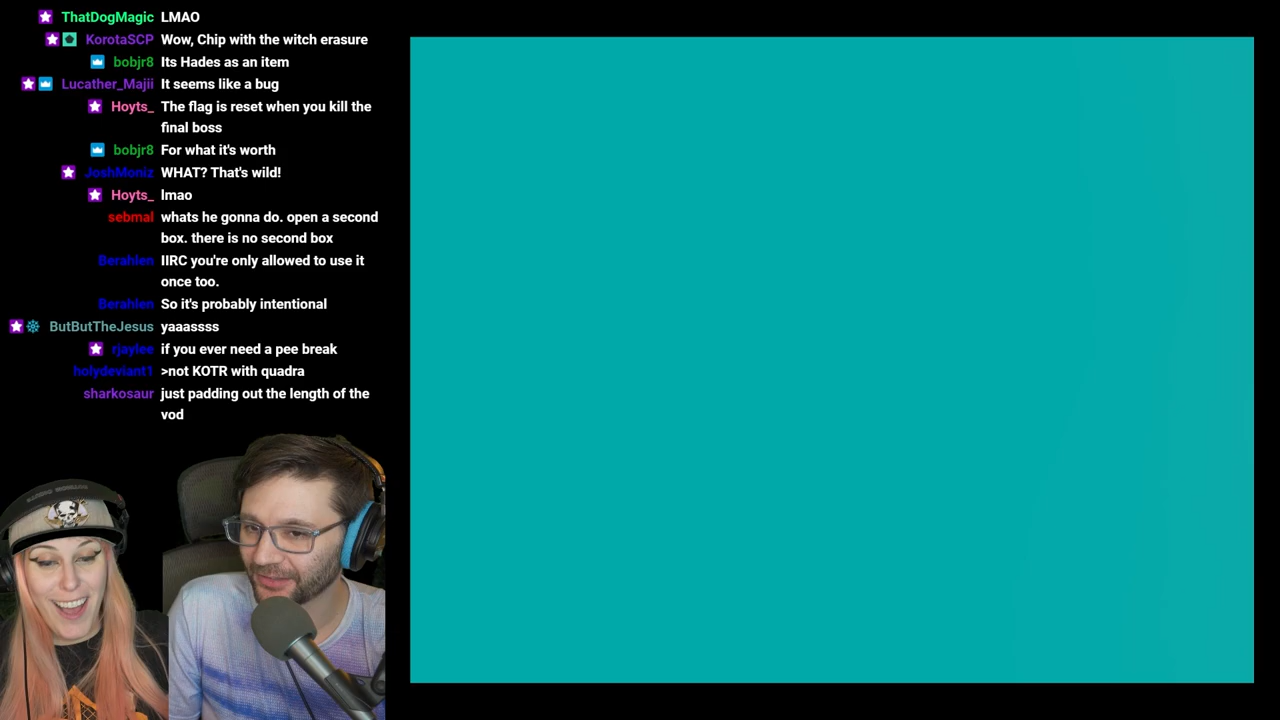 ThatDogMagic LMAO
KorotaSCP Wow, Chip with the witch erasure
bobjr8 Its Hades as an item
Lucather_Majii It seems like a bug
Hoyts_ The flag is reset when you kill the
final boss
bobjr8 For what it's worth
JoshMoniz WHAT? That's wild!
Hoyts_ lmao
sebmal whats he gonna do. open a second
box. there is no second box
Berahlen IIRC you're only allowed to use it
once too.
Berahlen So it's probably intentional
ButButTheJesus yaaassss
rjaylee if you ever need a pee break
holydeviant1 >not KOTR with quadra
sharkosaur just padding out the length of the
vod